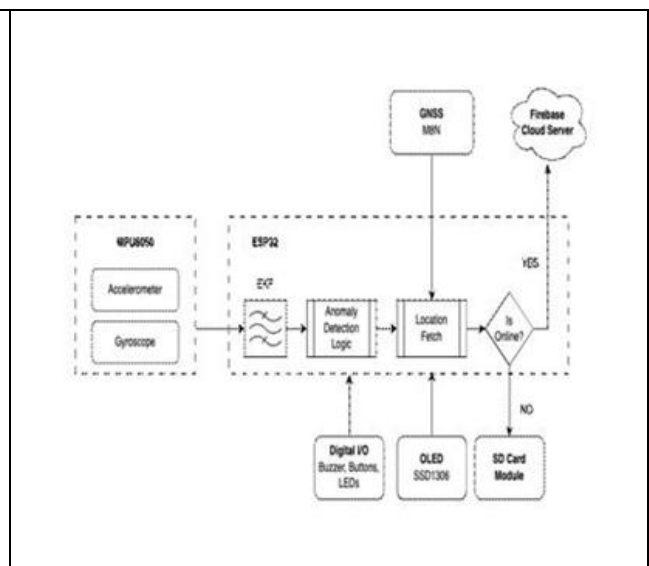 GNSS
M8N
Firebase
Cloud Server
MPU6050
Accelerometer
Gyroscope
ESP32
EKF
Anomaly
Detection
Logic
Location
Fetch
Is
Online?
YES
NO
Digital I/O
Buzzer, Buttons,
LEDs
OLED
SSD1306
SD Card
Module